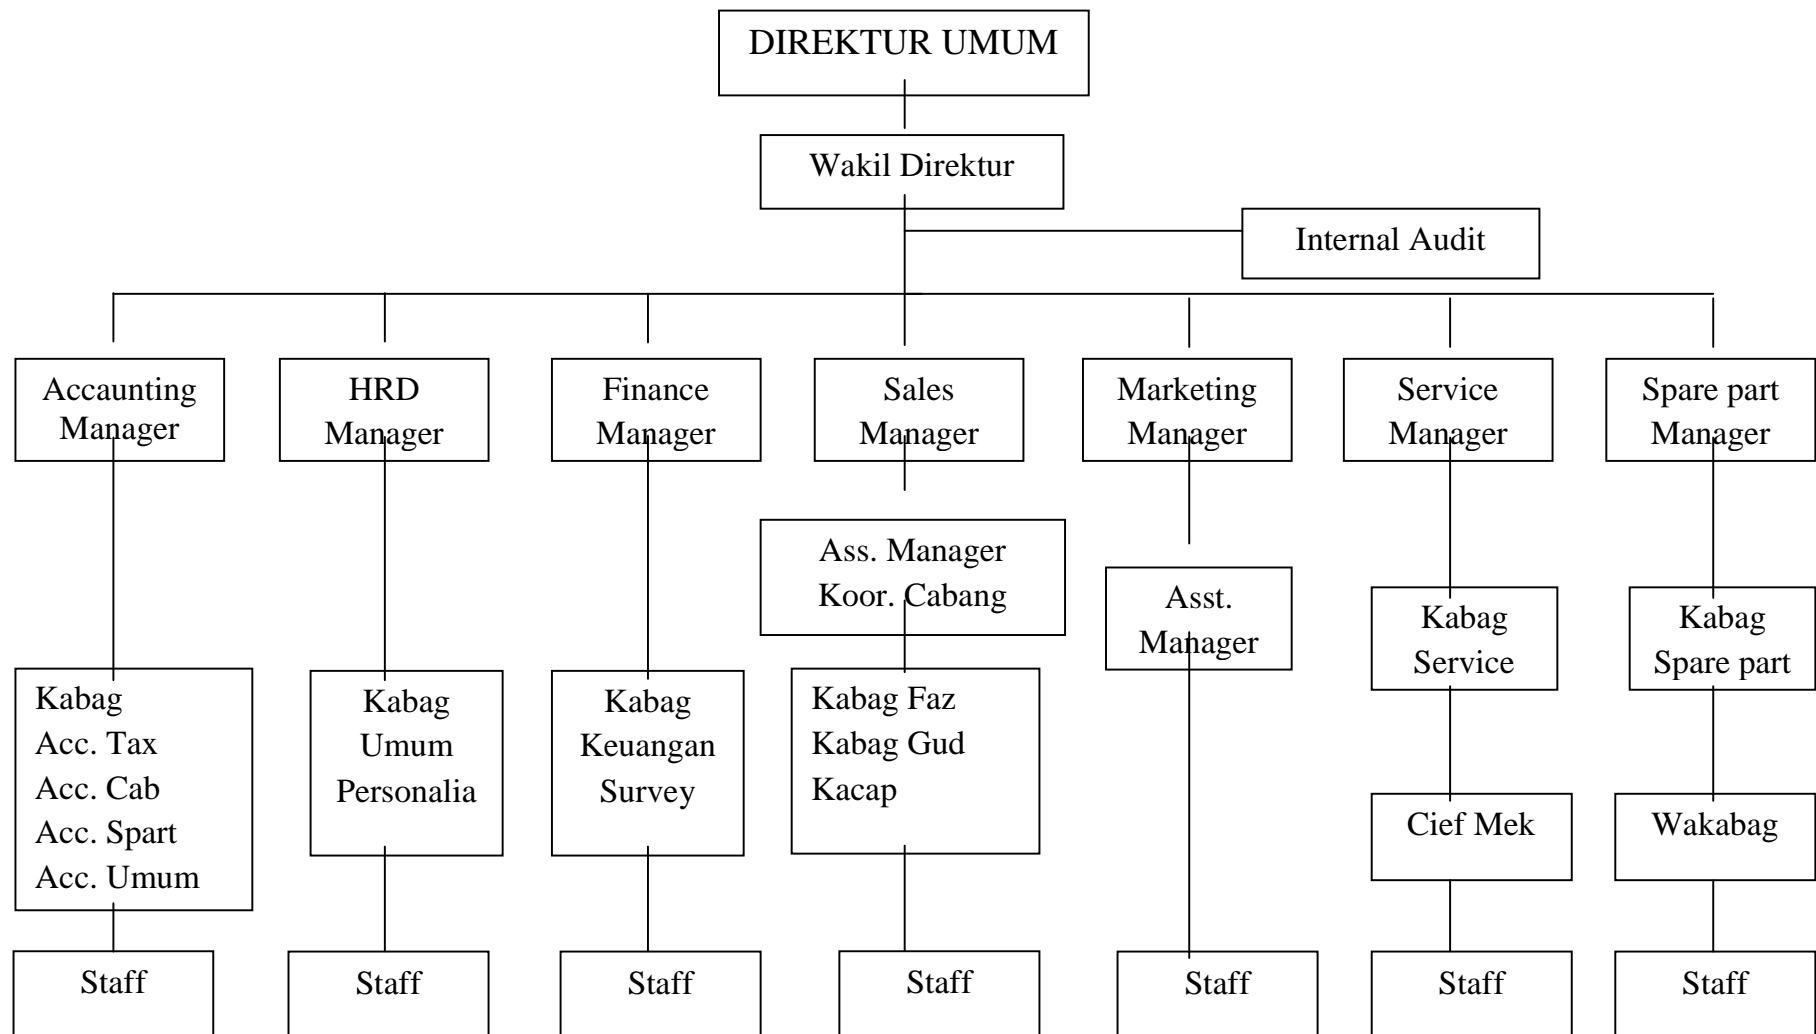 DIREKTUR UMUM
Wakil Direktur
Internal Audit
Accaunting
Manager
HRD
Manager
Finance
Manager
Sales
Manager
Marketing
Manager
Service
Manager
Spare part
Manager
Ass. Manager
Koor. Cabang
Asst.
Manager
Kabag
Service
Kabag
Spare part
Kabag
Acc. Tax
Acc. Cab
Acc. Spart
Acc. Umum
Kabag
Umum
Personalia
Kabag
Keuangan
Survey
Kabag Faz
Kabag Gud
Kacap
Cief Mek
Wakabag
Staff
Staff
Staff
Staff
Staff
Staff
Staff